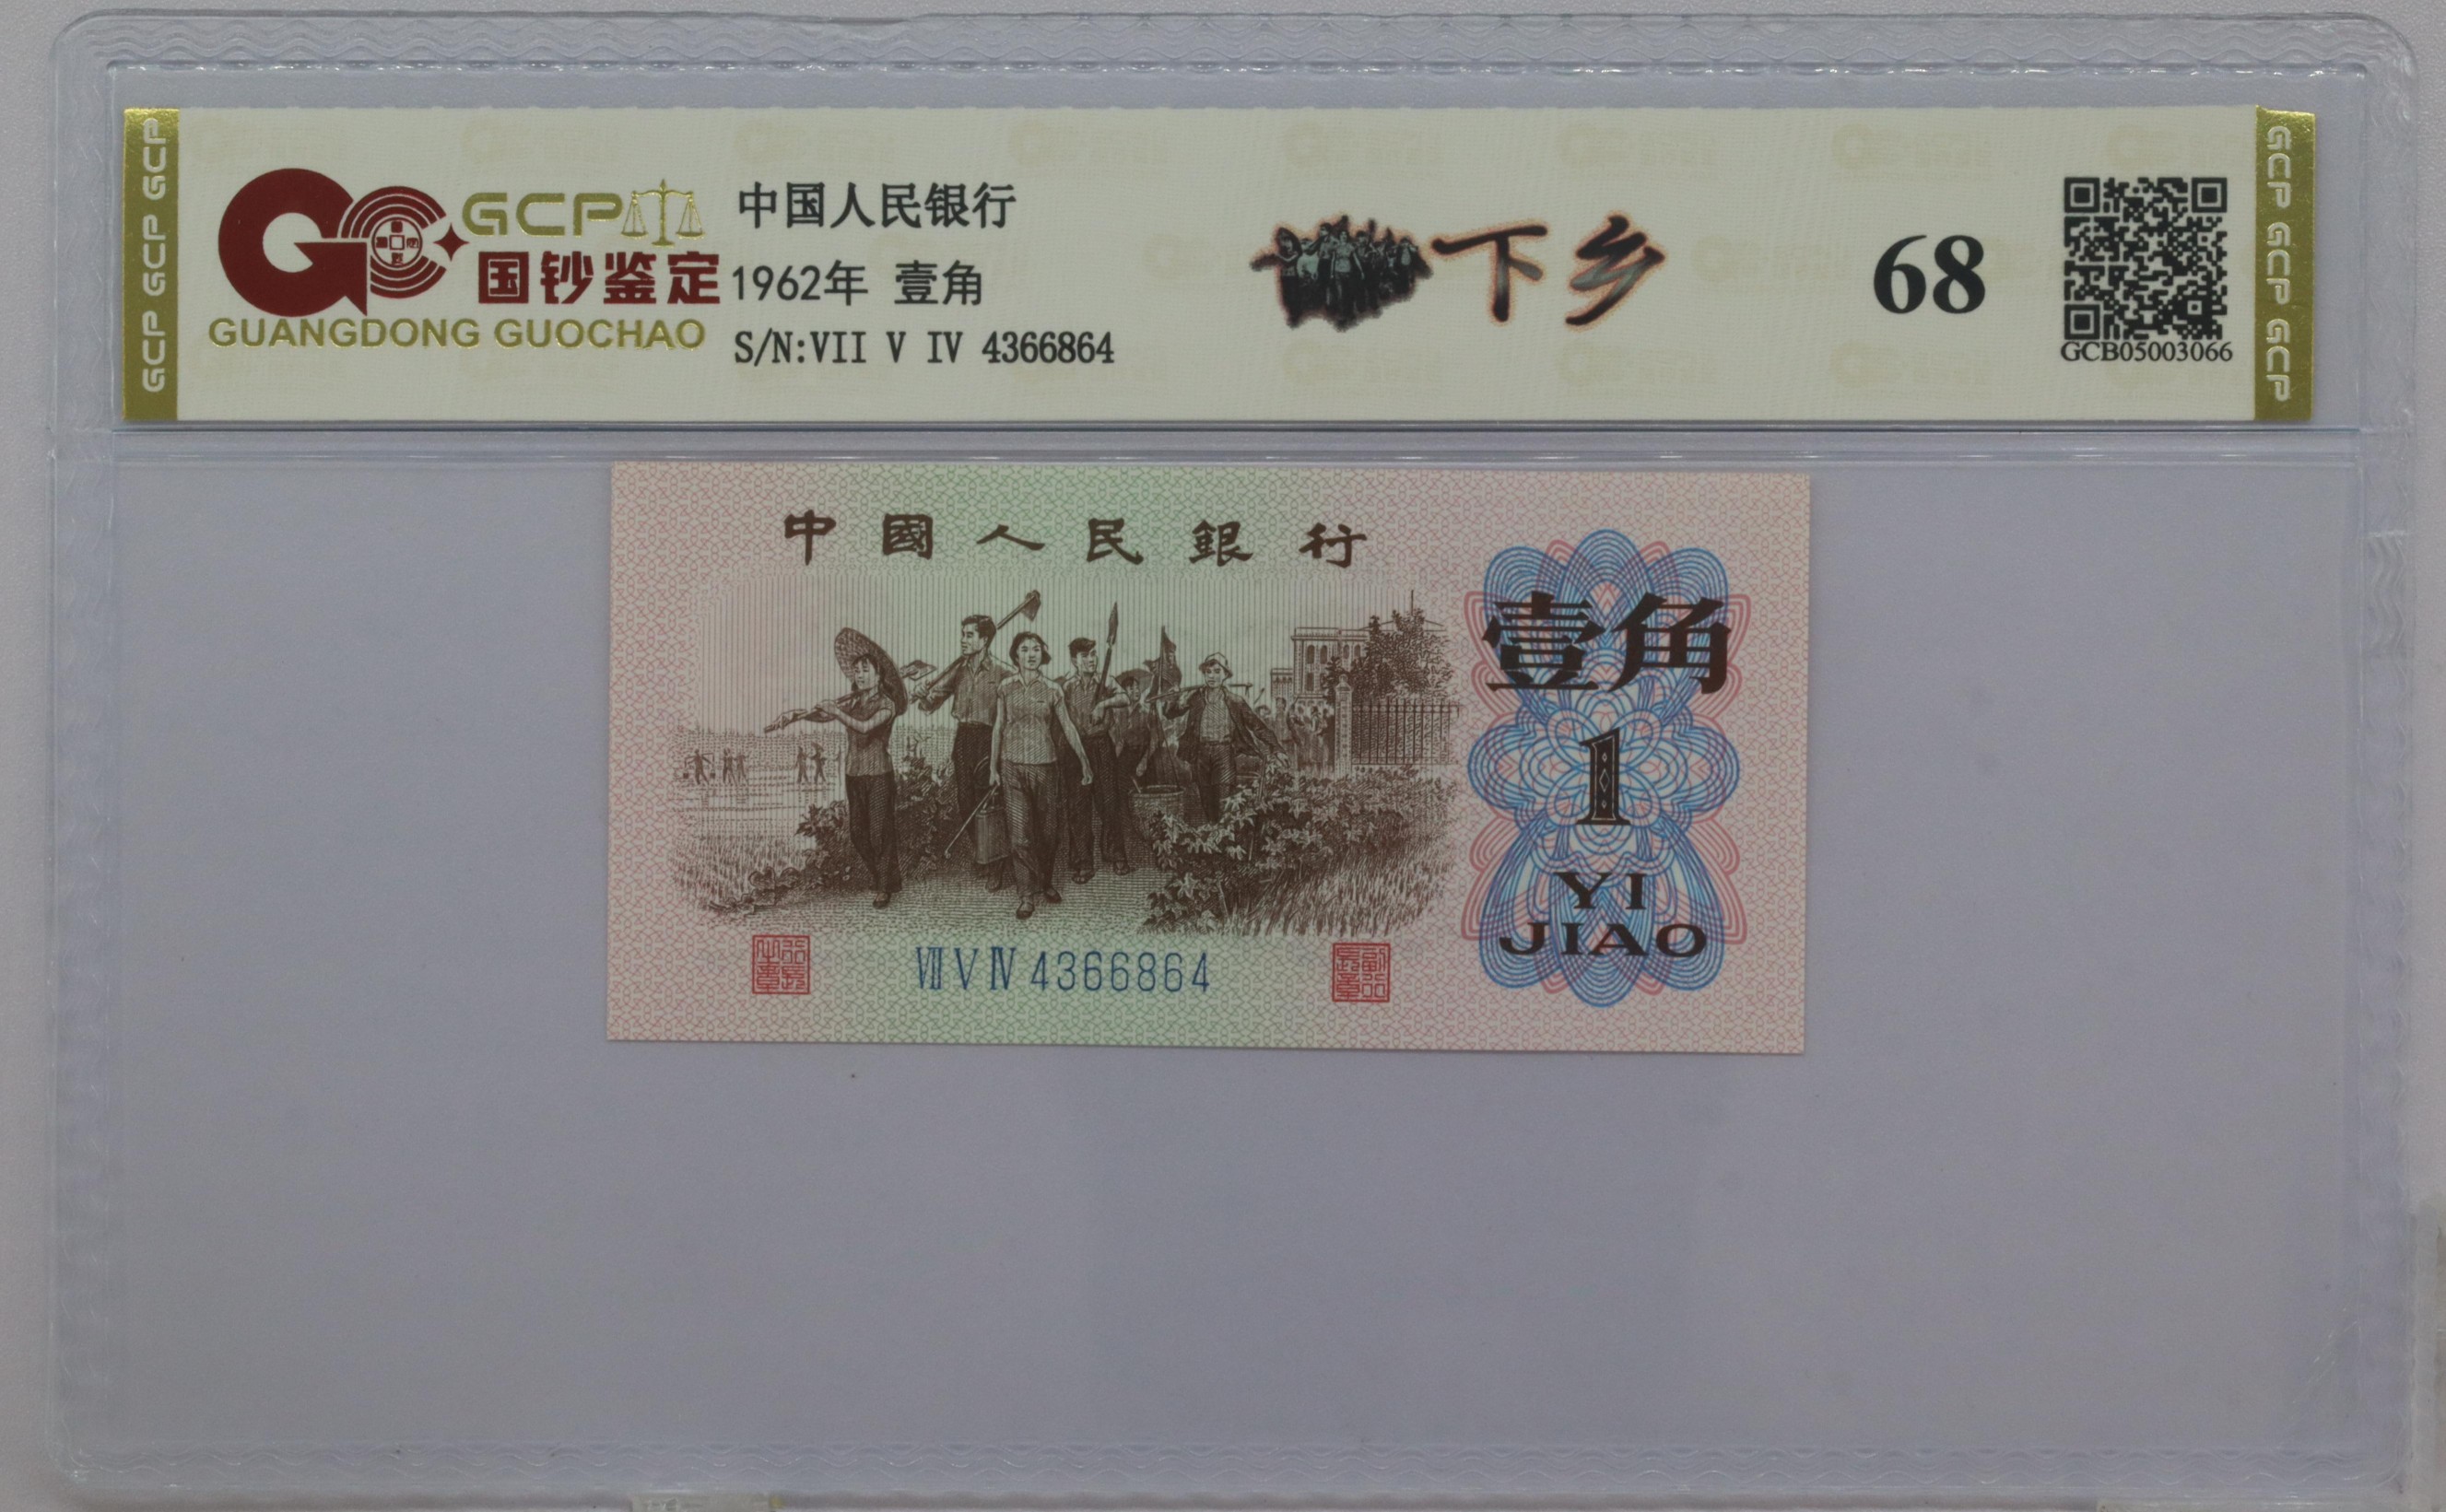 GCP GCP GCP
GCP
国钞鉴定
GUANGDONG GUOCHAO
中国人民银行
1962年 壹角
S/N:VII V IV 4366864
下乡
68
GCB05003066
GCP GCP GCP
中國人民銀行
壹角
1
YI
JIAO
VII V IV 4366864